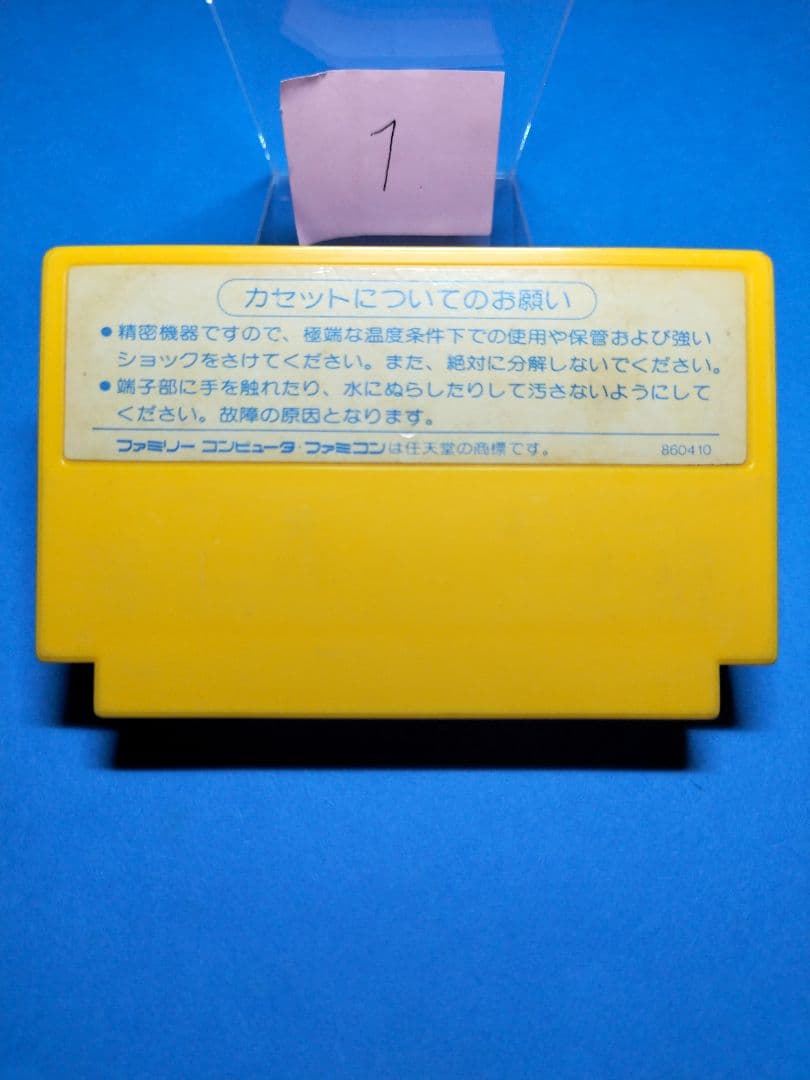 1
カセットについてのお願い
●精密機器ですので、極端な温度条件下での使用や保管および強い
ショックをさけてください。また、絶対に分解しないでください。
●端子部に手を触れたり、水にぬらしたりして汚さないようにして
ください。故障の原因となります。
ファミリー コンピュータ・ファミコンは任天堂の商標です。 860410